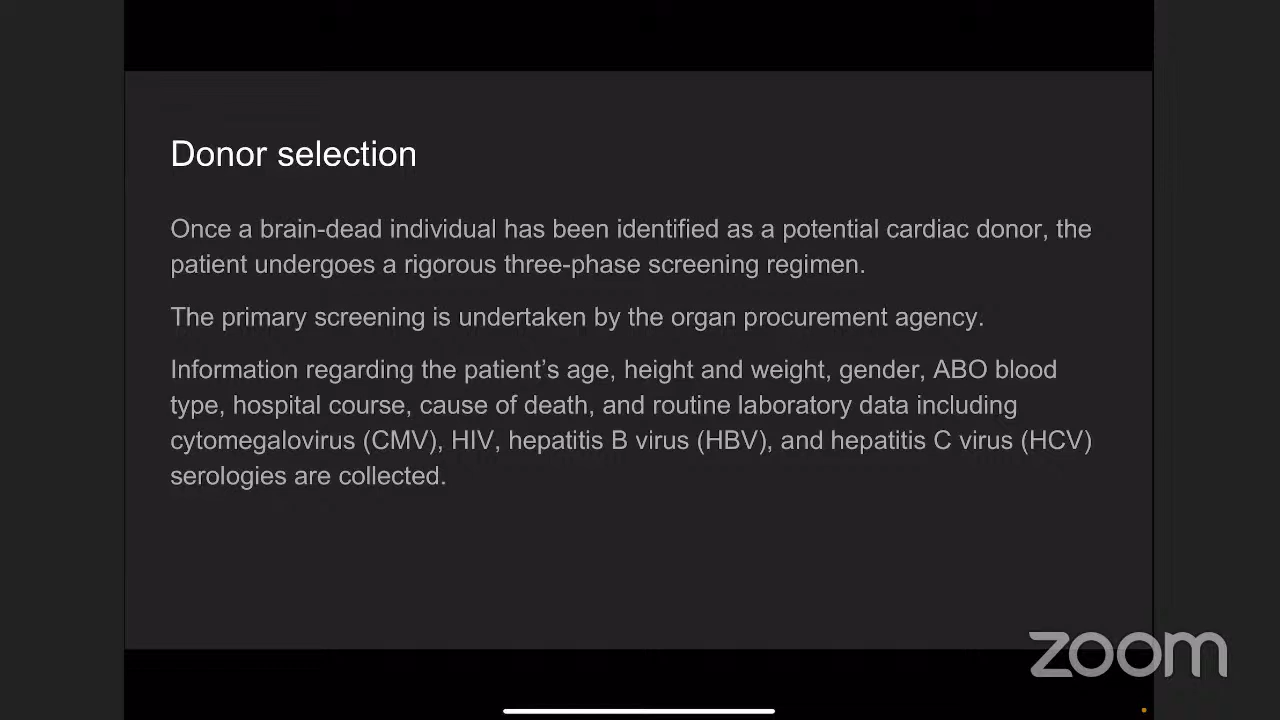 Donor selection
Once a brain-dead individual has been identified as a potential cardiac donor, the
patient undergoes a rigorous three-phase screening regimen.
The primary screening is undertaken by the organ procurement agency.
Information regarding the patient’s age, height and weight, gender, ABO blood
type, hospital course, cause of death, and routine laboratory data including
cytomegalovirus (CMV), HIV, hepatitis B virus (HBV), and hepatitis C virus (HCV)
serologies are collected.
zoom